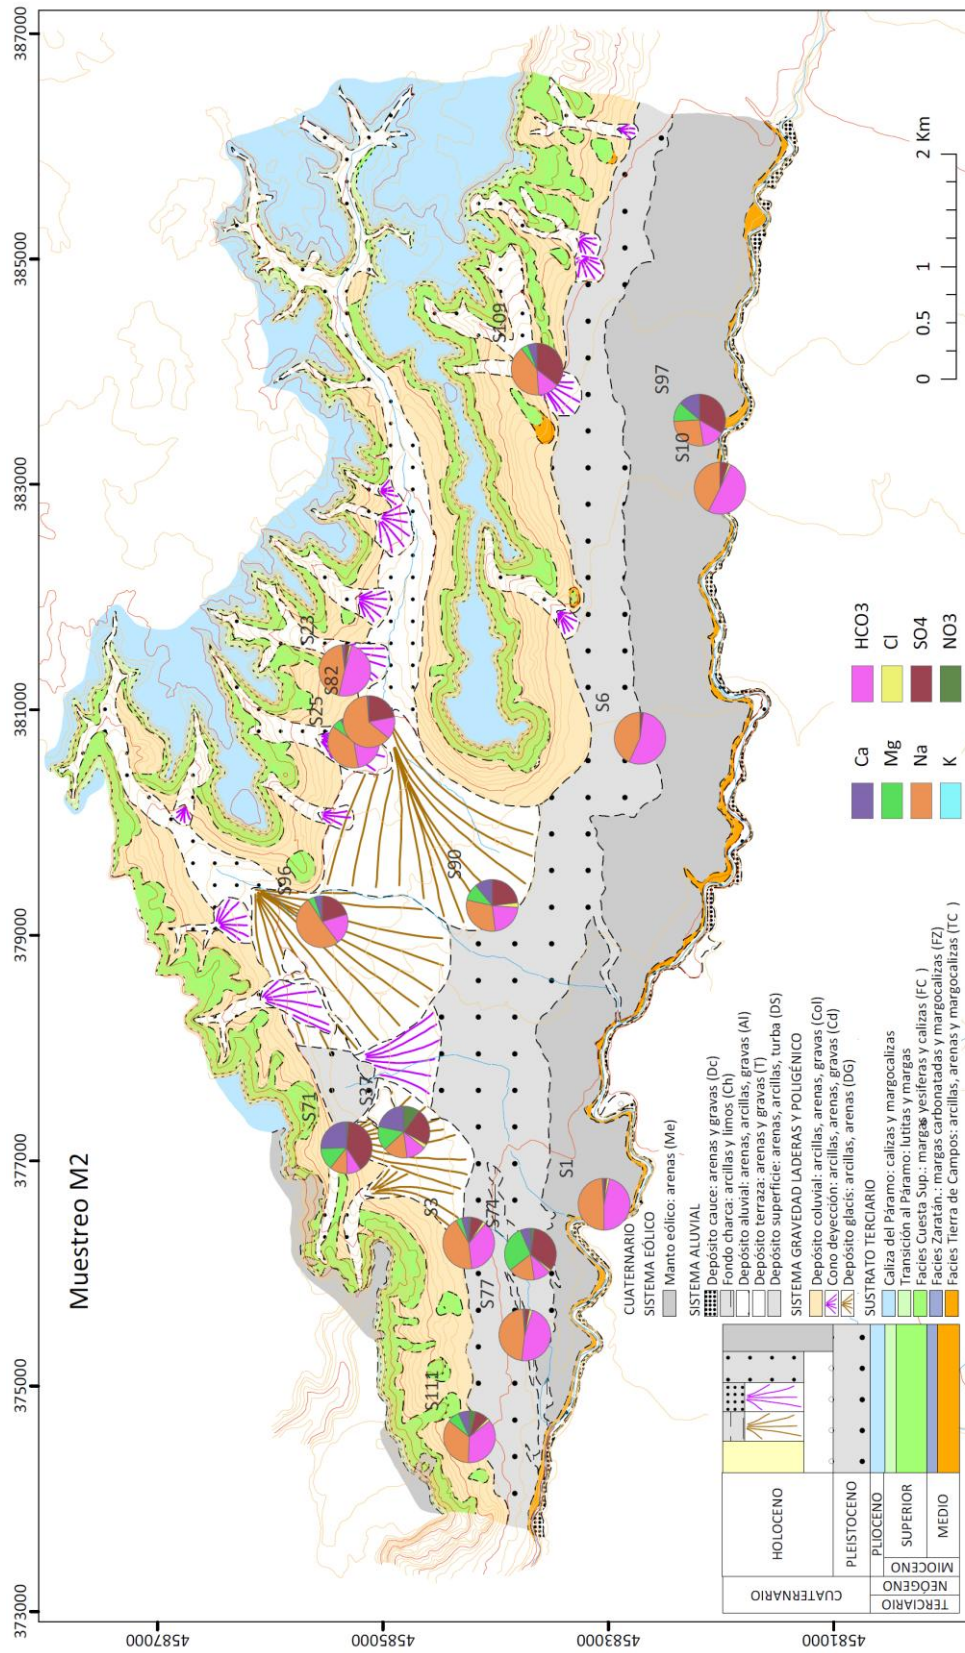 Muestreo M2
373000
375000
377000
379000
381000
383000
385000
387000
4587000
4585000
4583000
4581000
S111
S77
S74
S3
S1
S71
S37
S96
S90
S25
S82
S23
S6
S109
S10
S97
0 0.5 1 2 Km
Ca
Mg
Na
K
HCO3
Cl
SO4
NO3
CUATERNARIO
SISTEMA EÓLICO
Manto eólico: arenas (Me)
SISTEMA ALUVIAL
Depósito cauce: arenas y gravas (Dc)
Fondo charca: arcillas y limos (Ch)
Depósito aluvial: arenas, arcillas, gravas (Al)
Depósito terraza: arenas y gravas (T)
Depósito superficie: arenas, arcillas, turba (DS)
SISTEMA GRAVEDAD LADERAS Y POLIGÉNICO
Depósito coluvial: arcillas, arenas, gravas (Col)
Cono deyección: arcillas, arenas, gravas (Cd)
Depósito glacis: arcillas, arenas (DG)
SUSTRATO TERCIARIO
Caliza del Páramo: calizas y margocalizas
Transición al Páramo: lutitas y margas
Facies Cuesta Sup.: margas yesíferas y calizas (FC )
Facies Zaratán.: margas carbonatadas y margocalizas (FZ)
Facies Tierra de Campos: arcillas, arenas y margocalizas (TC )
CUATERNARIO
HOLOCENO
PLEISTOCENO
TERCIARIO
NEÓGENO
PLIOCENO
MIOCENO
SUPERIOR
MEDIO